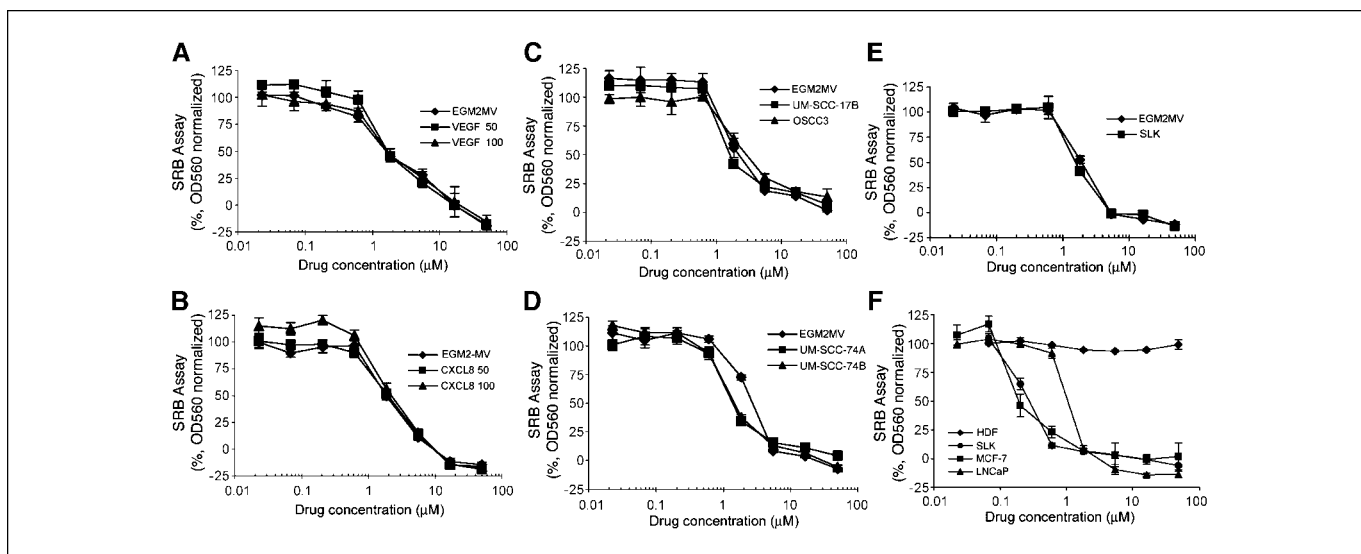 A
SRB Assay
(%, OD560 normalized)
125
100
75
50
25
0
-25
0.01
0.1
1
10
100
Drug concentration (μM)
EGM2MV
VEGF 50
VEGF 100
B
SRB Assay
(%, OD560 normalized)
125
100
75
50
25
0
-25
0.01
0.1
1
10
100
Drug concentration (μM)
EGM2-MV
CXCL8 50
CXCL8 100
C
SRB Assay
(%, OD560 normalized)
125
100
75
50
25
0
-25
0.01
0.1
1
10
100
Drug concentration (μM)
EGM2MV
UM-SCC-17B
OSCC3
D
SRB Assay
(%, OD560 normalized)
125
100
75
50
25
0
-25
0.01
0.1
1
10
100
Drug concentration (μM)
EGM2MV
UM-SCC-74A
UM-SCC-74B
E
SRB Assay
(%, OD560 normalized)
125
100
75
50
25
0
-25
0.01
0.1
1
10
100
Drug concentration (μM)
EGM2MV
SLK
F
SRB Assay
(%, OD560 normalized)
125
100
75
50
25
0
-25
0.01
0.1
1
10
100
Drug concentration (μM)
HDF
SLK
MCF-7
LNCaP